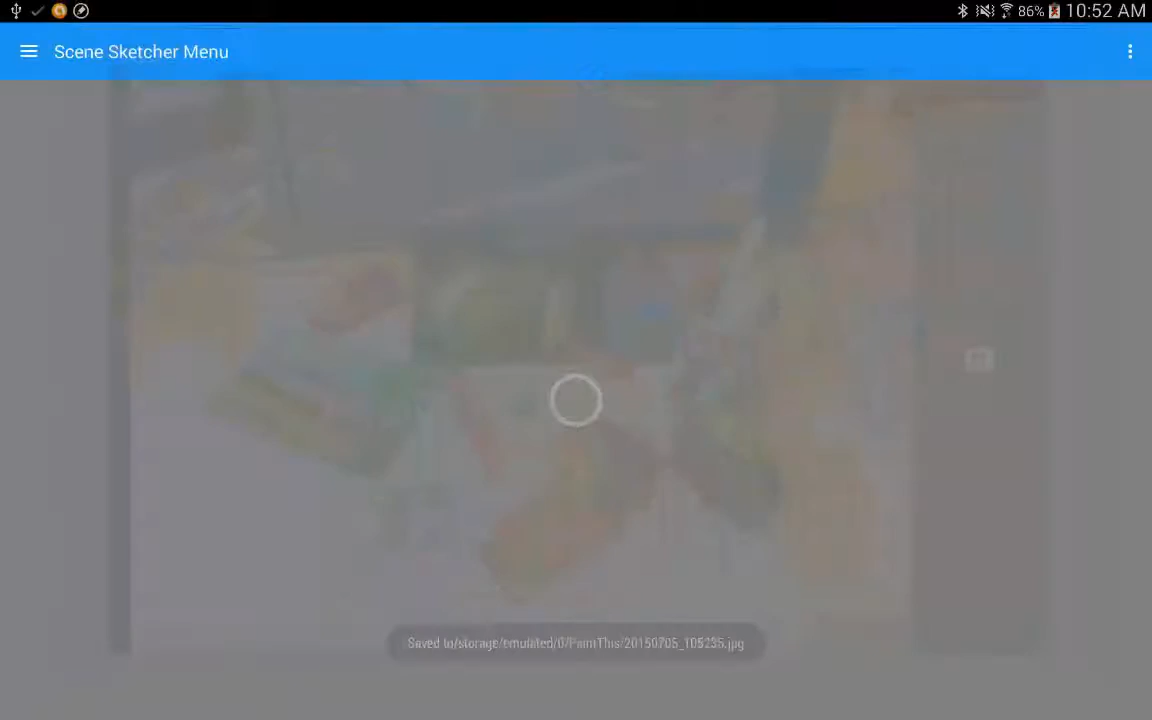 86% 10:52 AM
Scene Sketcher Menu
Saved to/storage/emulated/0/PaintThis/20150705_105235.jpg